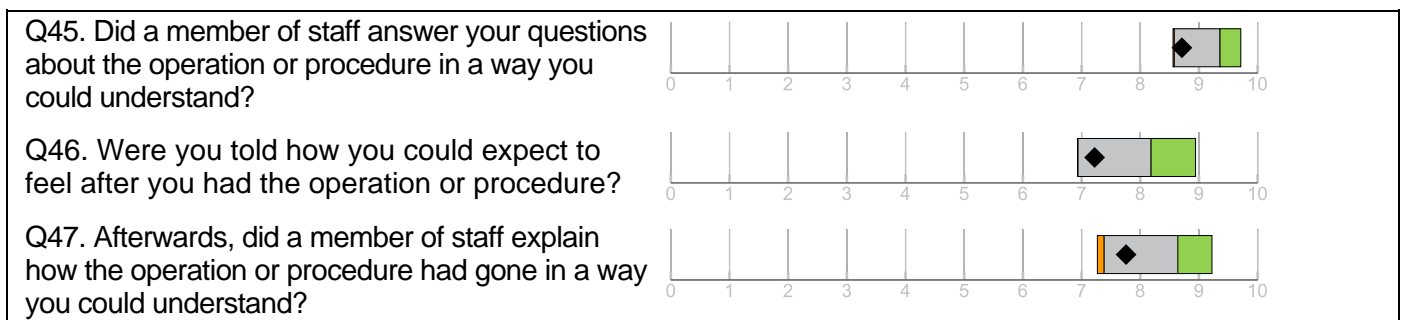 Q45. Did a member of staff answer your questions
about the operation or procedure in a way you
could understand?
0 1 2 3 4 5 6 7 8 9 10
Q46. Were you told how you could expect to
feel after you had the operation or procedure?
0 1 2 3 4 5 6 7 8 9 10
Q47. Afterwards, did a member of staff explain
how the operation or procedure had gone in a way
you could understand?
0 1 2 3 4 5 6 7 8 9 10